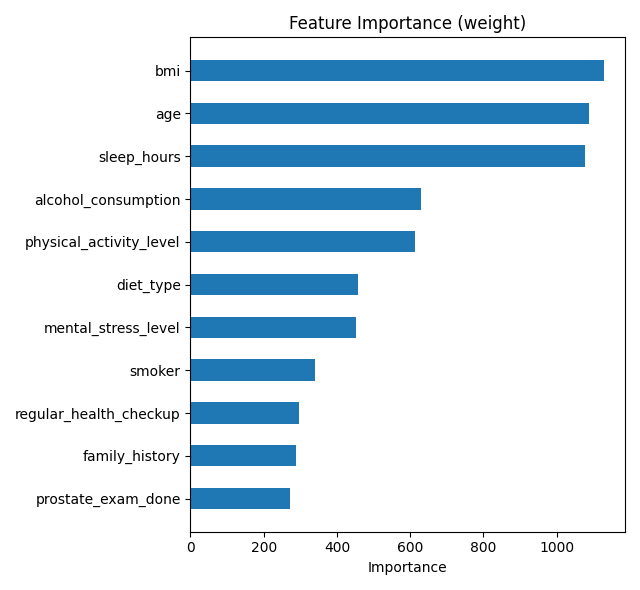 Feature Importance (weight)
bmi
age
sleep_hours
alcohol_consumption
physical_activity_level
diet_type
mental_stress_level
smoker
regular_health_checkup
family_history
prostate_exam_done
0 200 400 600 800 1000
Importance